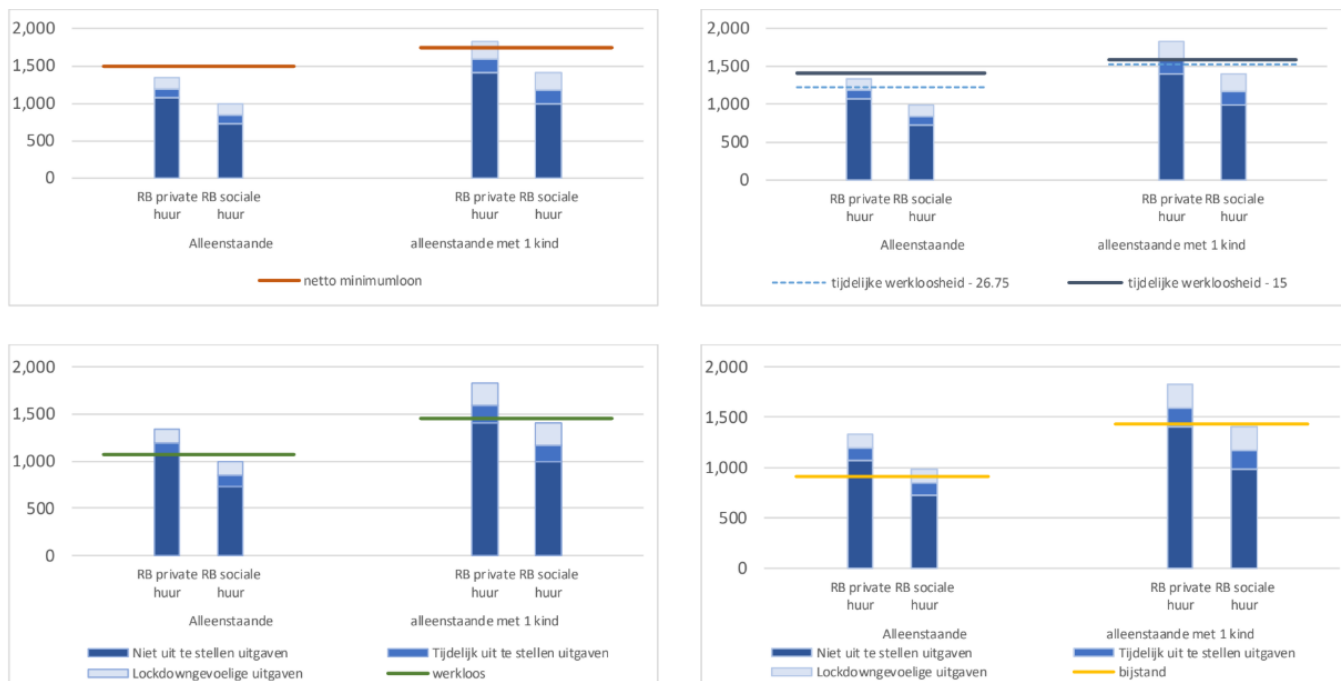 2,000
1,500
1,000
500
0
RB private RB sociale
huur huur
RB private RB sociale
huur huur
Alleenstaande
alleenstaande met 1 kind
netto minimumloon
2,000
1,500
1,000
500
0
RB private RB sociale
huur huur
RB private RB sociale
huur huur
Alleenstaande
alleenstaande met 1 kind
tijdelijke werkloosheid - 26.75
tijdelijke werkloosheid - 15
2,000
1,500
1,000
500
0
RB private RB sociale
huur huur
RB private RB sociale
huur huur
Alleenstaande
alleenstaande met 1 kind
Niet uit te stellen uitgaven
Tijdelijk uit te stellen uitgaven
Lockdowngevoelige uitgaven
werkloos
2,000
1,500
1,000
500
0
RB private RB sociale
huur huur
RB private RB sociale
huur huur
Alleenstaande
alleenstaande met 1 kind
Niet uit te stellen uitgaven
Tijdelijk uit te stellen uitgaven
Lockdowngevoelige uitgaven
bijstand